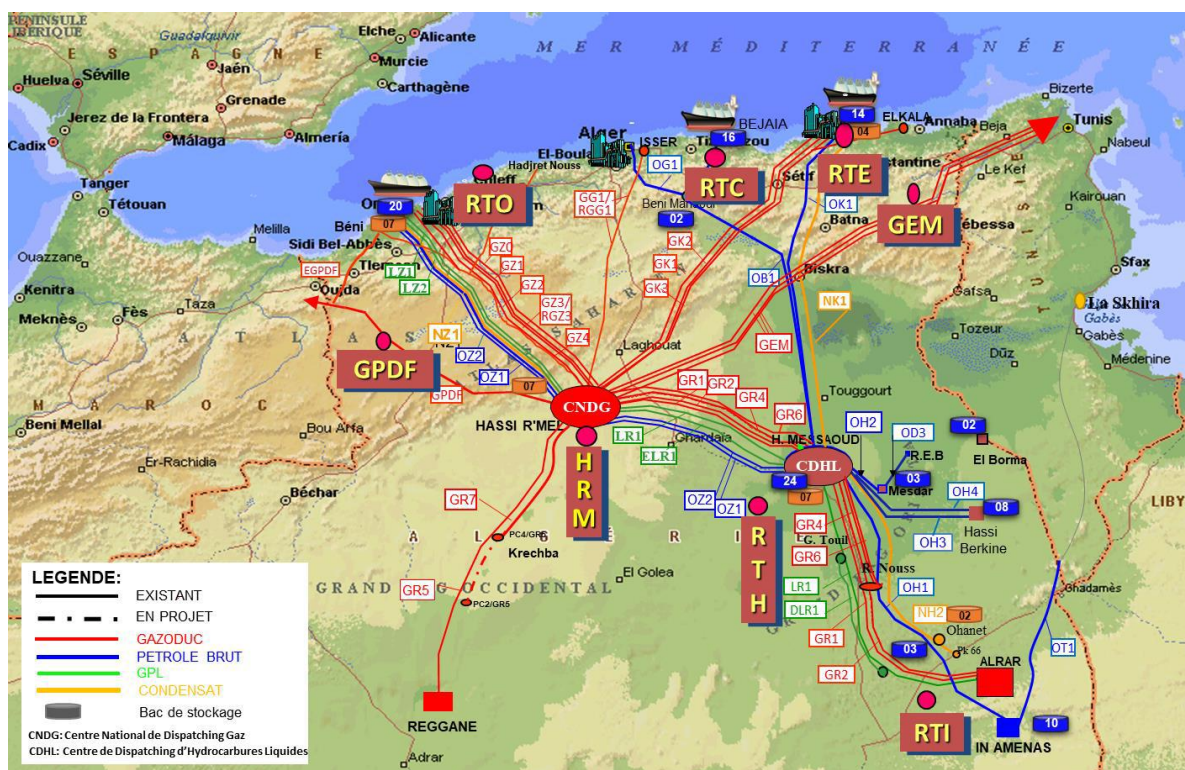 PENINSULE
IBERIQUE
Guadalquivir
Elche
Alicante
MER MÉDITERRANÉE
ESPAGNE
Jaén
Murcie
Huelva
Séville
Carthagène
Grenade
Jerez de la Frontera
Almería
Cadix
Málaga
Bizerte
Tunis
Nabeul
Beja
Le Kef
Kairouan
Sfax
La Skhira
Gabès
Gabès
Médenine
Gafsa
Tozeur
Dūz
TUNIS
14
04
ELKALA
Annaba
16
BEJAIA
Alger
ISSER
El-Boula
Hadjret Nouss
OG1
RTC
RTE
GEM
RTO
Sétif
OK1
Batna
Biskra
Beni Mansour
02
GG1/
RGG1
GK2
GK1
GK3
OB1
NK1
GEM
Tanger
Tétouan
Melilla
20
07
Béni
Sidi Bel-Abbès
Tlemcen
EGPDF
Oujda
Ouazzane
Kenitra
Taza
Meknès
Fès
ATLAS
LZ1
LZ2
GZ0
GZ1
GZ2
GZ3/
RGZ3
GZ4
NZ1
OZ2
OZ1
07
GPDF
GPDF
MAROC
Beni Mellal
Bou Arfa
Er-Rachidia
Béchar
Laghouat
CNDG
HASSI R'MEL
HRM
GR1
GR2
GR4
GR6
Touggourt
LR1
ELR1
Ghardaïa
H. MESSAOUD
CDHL
24
07
OZ2
OZ1
RTH
OH2
OD3
R.E.B
03
Mesdar
02
El Borma
OH4
08
OH3
Hassi
Berkine
LIBY
GR7
PC4/GR5
Krechba
GR5
PC2/GR5
ALGERIE
GRAND ERG OCCIDENTAL
El Golea
GR4
G. Touil
GR6
R. Nouss
LR1
DLR1
OH1
NH2
02
Ohanet
Pk 66
03
GR1
GR2
ALRAR
OT1
Ghadamès
RTI
10
IN AMENAS
REGGANE
Adrar
LEGENDE:
EXISTANT
EN PROJET
GAZODUC
PETROLE BRUT
GPL
CONDENSAT
Bac de stockage
CNDG: Centre National de Dispatching Gaz
CDHL: Centre de Dispatching d'Hydrocarbures Liquides